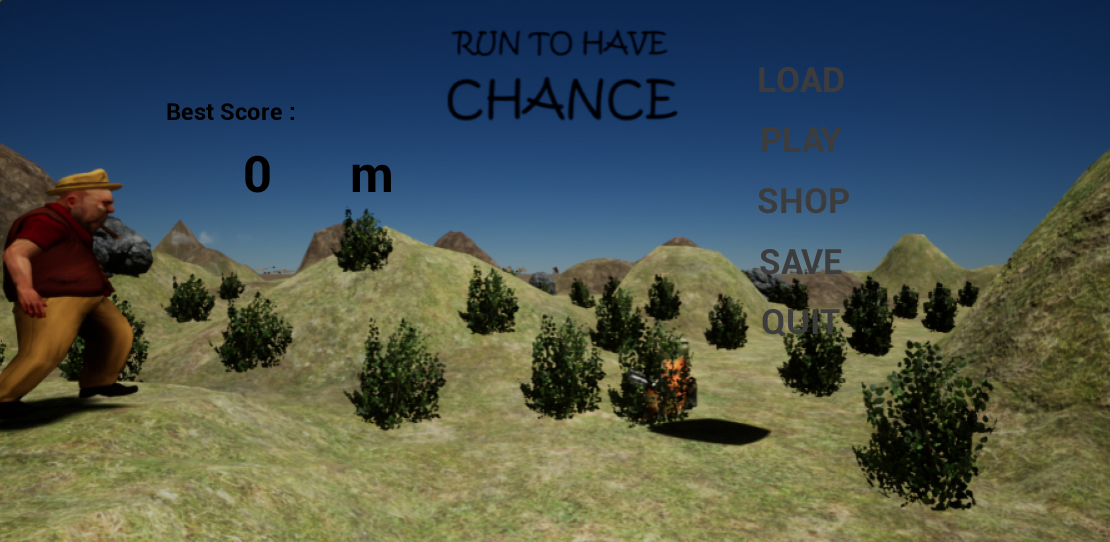 RUN TO HAVE
CHANCE
Best Score :
0 m
LOAD
PLAY
SHOP
SAVE
QUIT